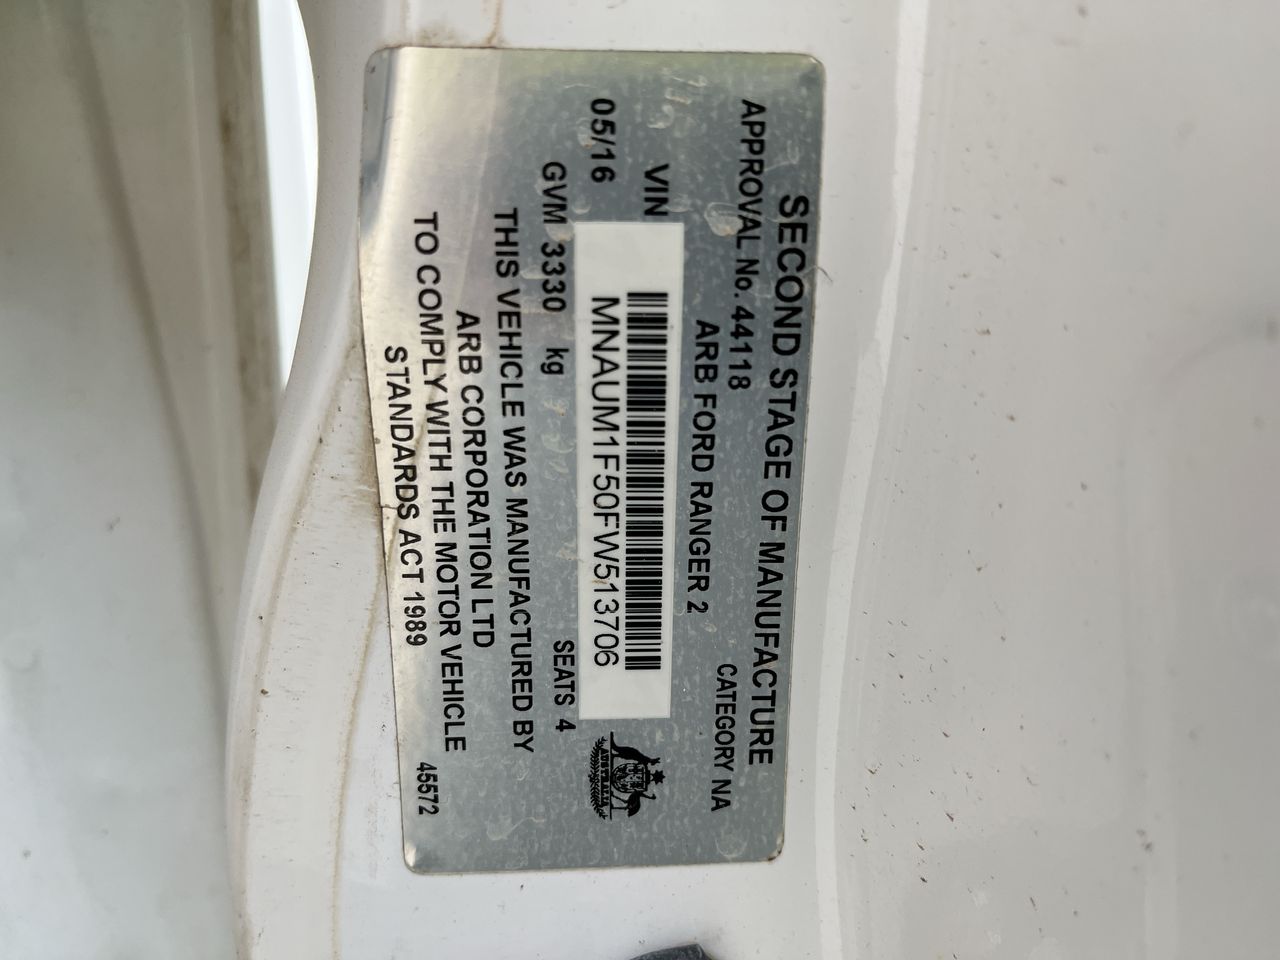 SECOND STAGE OF MANUFACTURE
APPROVAL No. 44118 CATEGORY NA
ARB FORD RANGER 2
VIN MNAUM1F50FW513706
AUSTRALIA
05/16
GVM 3330 kg SEATS 4
THIS VEHICLE WAS MANUFACTURED BY
ARB CORPORATION LTD
TO COMPLY WITH THE MOTOR VEHICLE
STANDARDS ACT 1989
45572